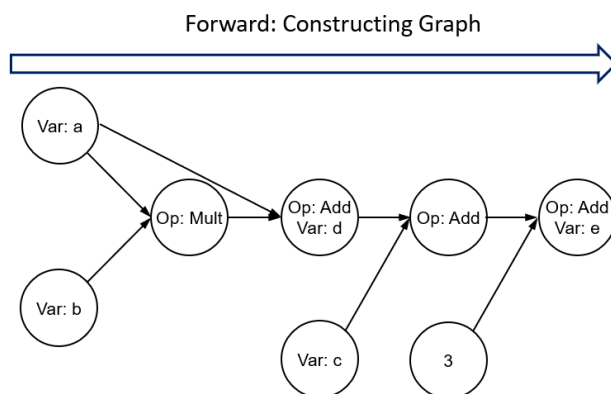 Forward: Constructing Graph
Var: a
Op: Mult
Op: Add
Var: d
Op: Add
Op: Add
Var: e
Var: b
Var: c
3